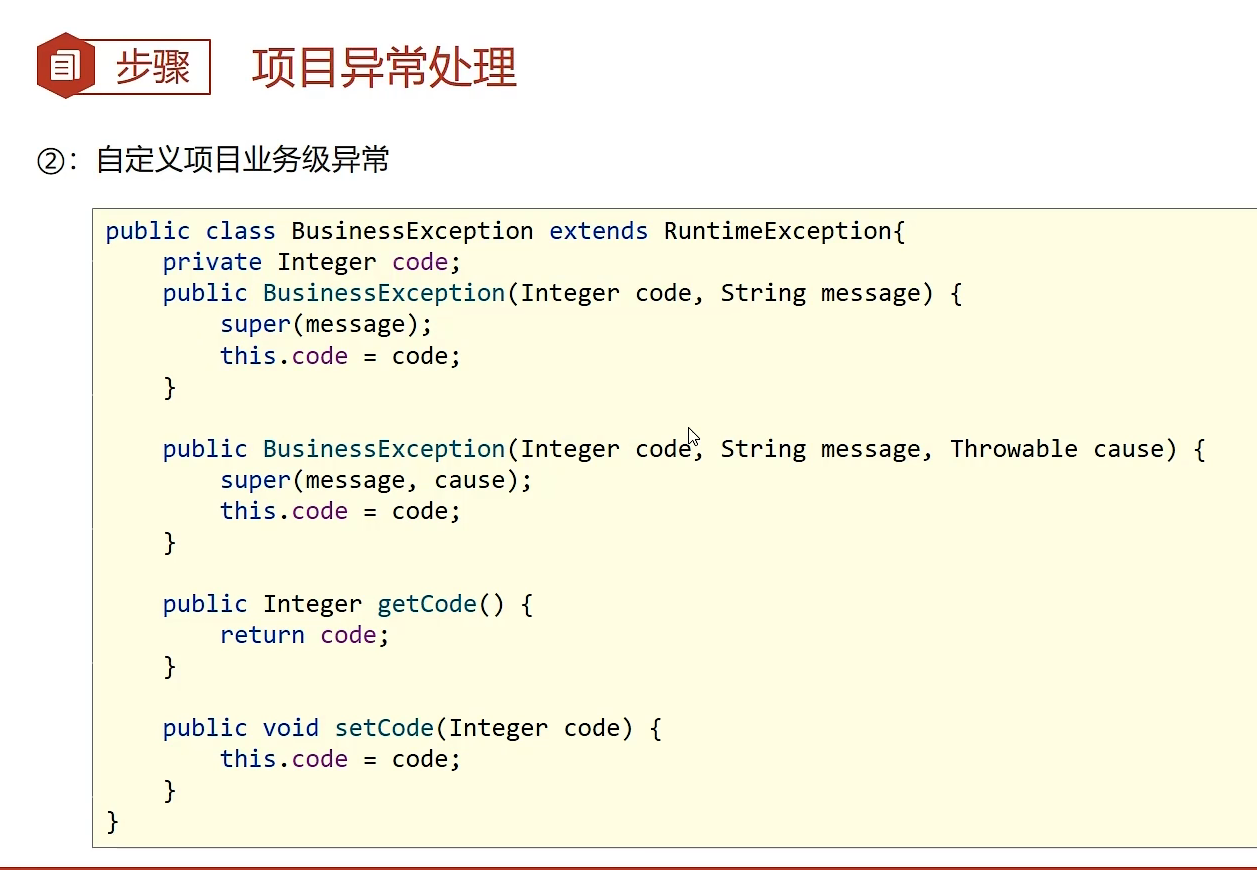 步骤 项目异常处理
②：自定义项目业务级异常
public class BusinessException extends RuntimeException{
    private Integer code;
    public BusinessException(Integer code, String message) {
        super(message);
        this.code = code;
    }
    public BusinessException(Integer code, String message, Throwable cause) {
        super(message, cause);
        this.code = code;
    }
    public Integer getCode() {
        return code;
    }
    public void setCode(Integer code) {
        this.code = code;
    }
}